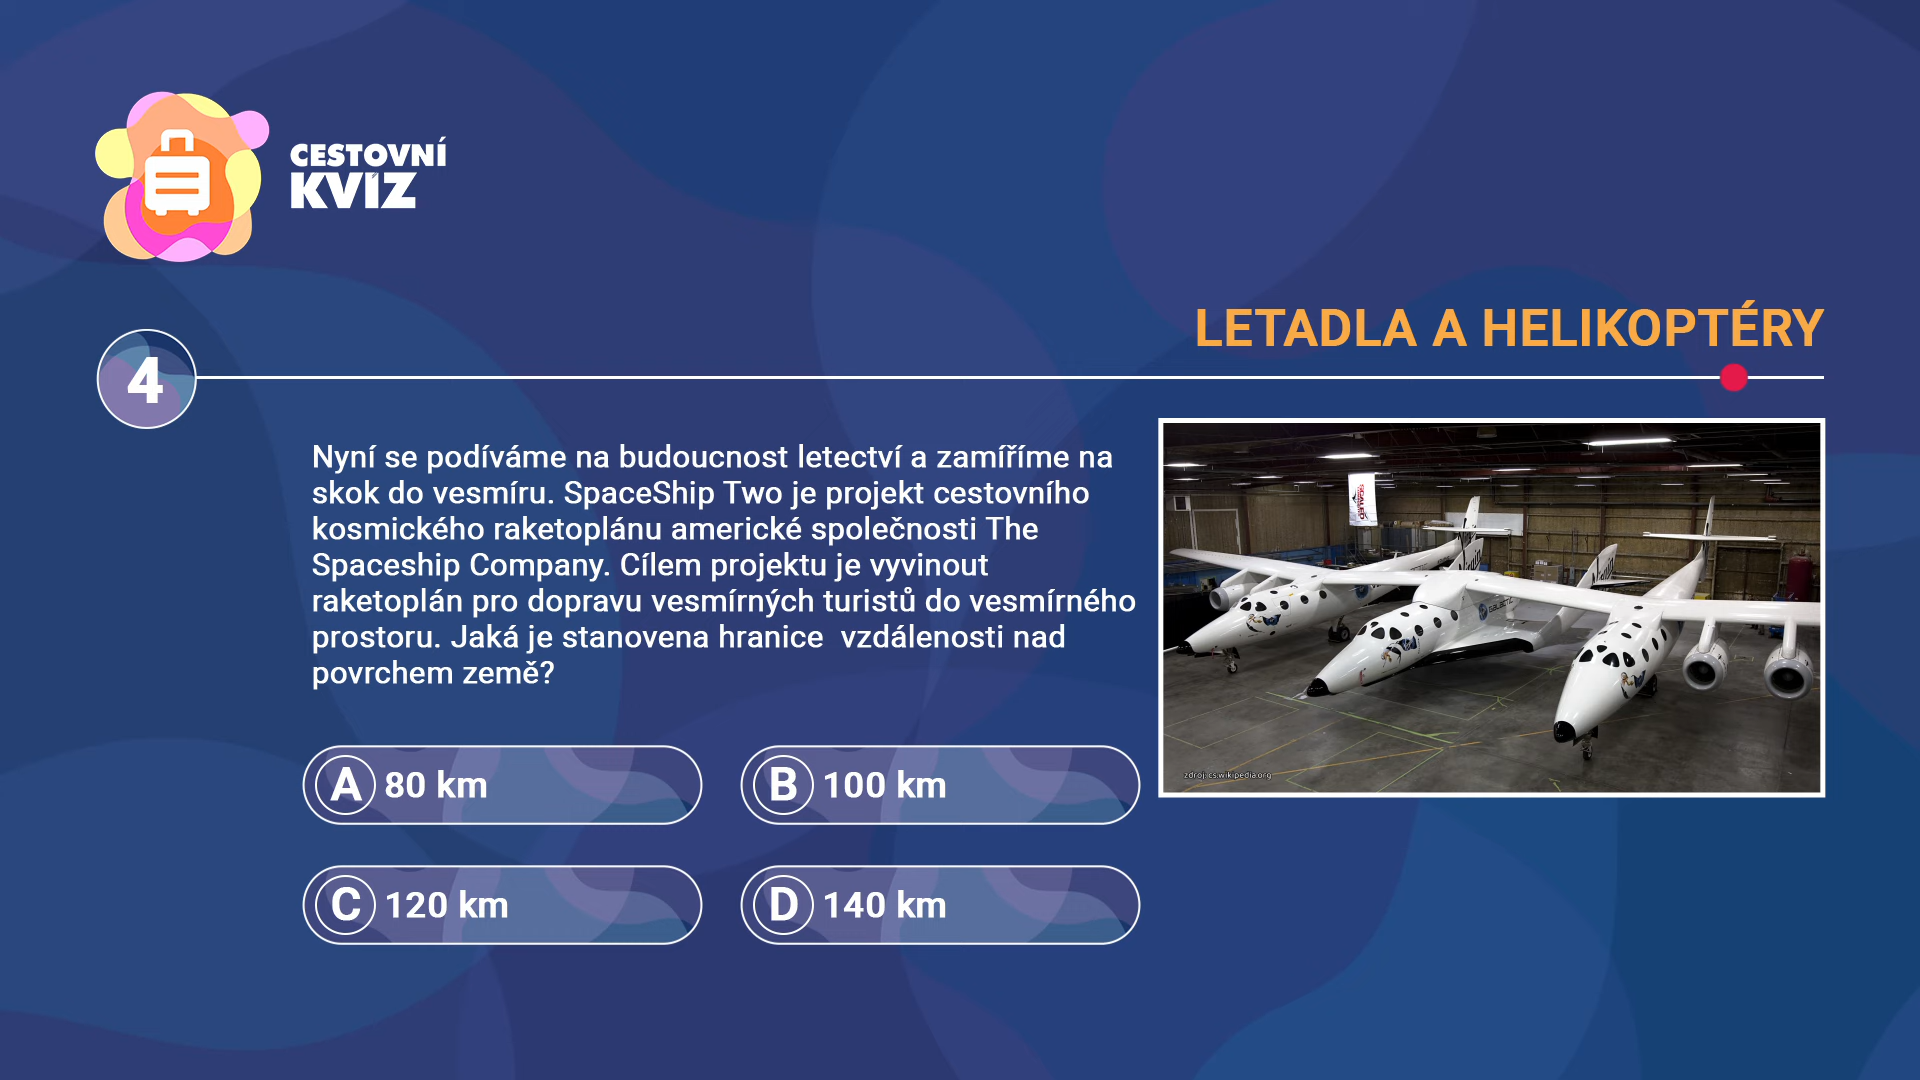 CESTOVNÍ
KVÍZ
LETADLA A HELIKOPTÉRY
4
Nyní se podíváme na budoucnost letectví a zamíříme na
skok do vesmíru. SpaceShip Two je projekt cestovního
kosmického raketoplánu americké společnosti The
Spaceship Company. Cílem projektu je vyvinout
raketoplán pro dopravu vesmírných turistů do vesmírného
prostoru. Jaká je stanovena hranice  vzdálenosti nad
povrchem země?
A 80 km
B 100 km
C 120 km
D 140 km
SCALED
GALACTIC
zdroj: cs.wikipedia.org